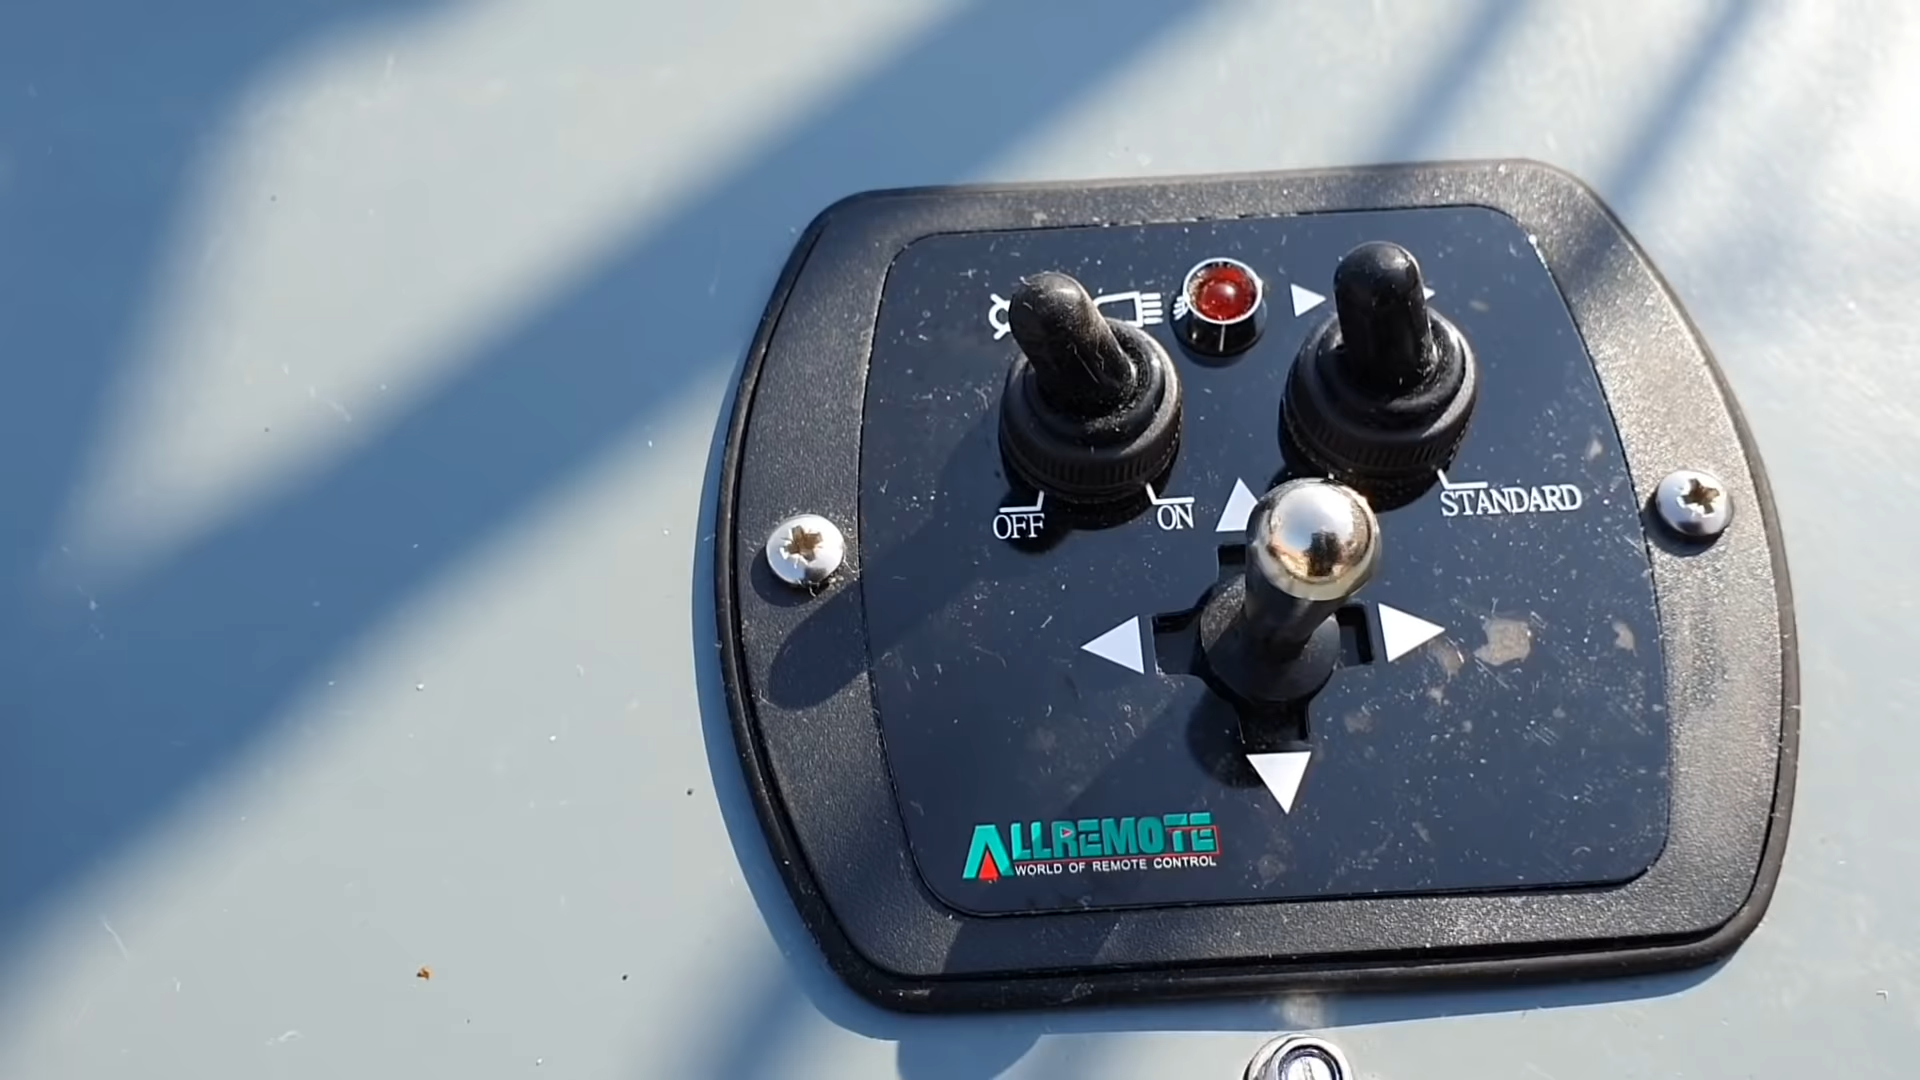 OFF
ON
STANDARD
ALLREMOTE
WORLD OF REMOTE CONTROL